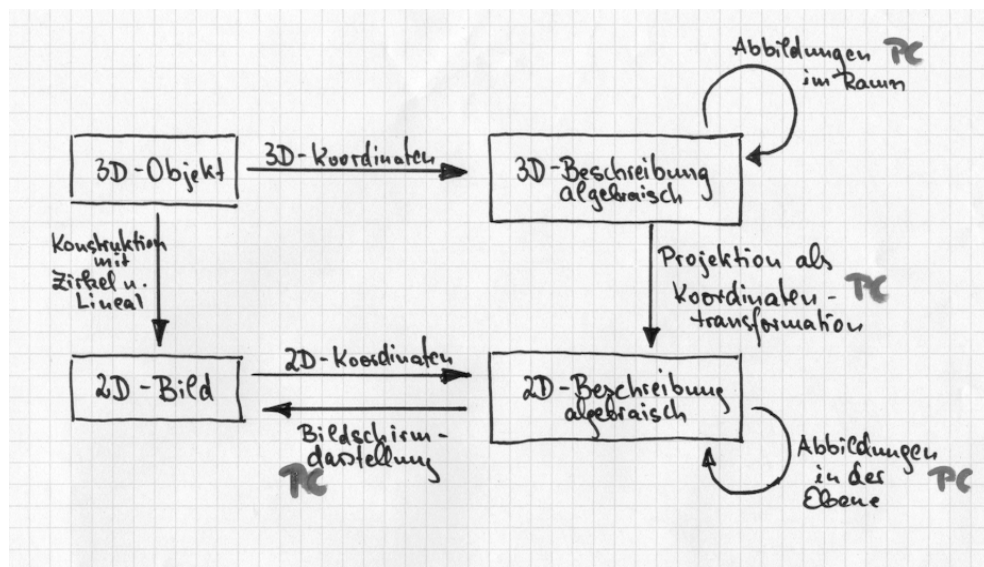 Abbildungen PC
im Raum
3D-Objekt
3D-Koordinaten
3D-Beschreibung
algebraisch
Konstruktion
mit
Zirkel u.
Lineal
Projektion als
Koordinaten- PC
transformation
2D-Bild
2D-Koordinaten
2D-Beschreibung
algebraisch
Bildschirm-
darstellung
PC
Abbildungen
in der PC
Ebene